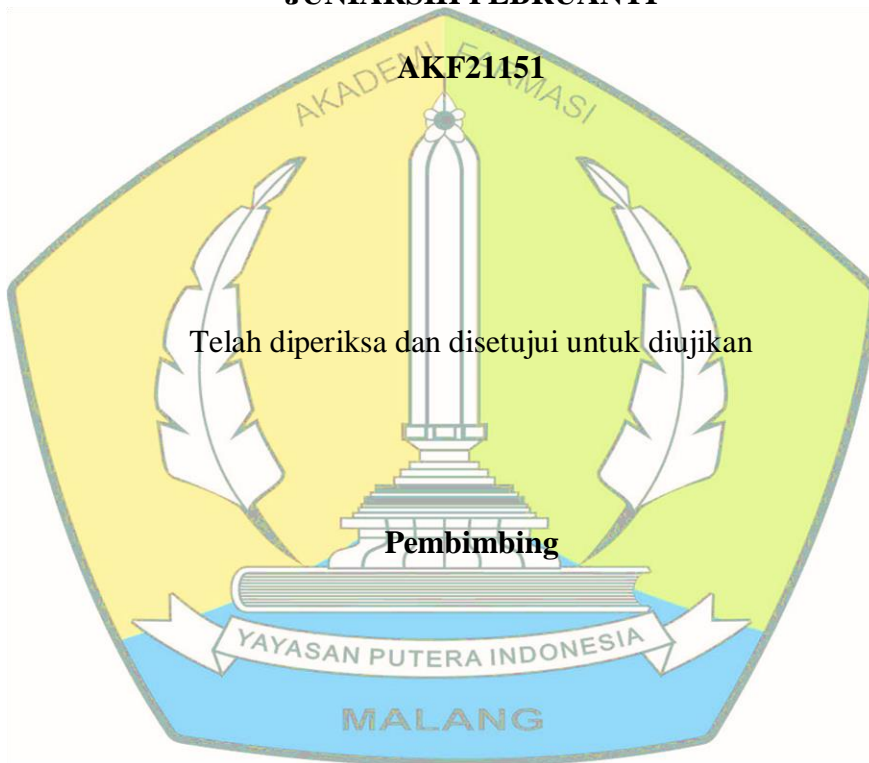 AKF21151
AKADEMI FARMASI
Telah diperiksa dan disetujui untuk diujikan
Pembimbing
YAYASAN PUTERA INDONESIA
MALANG